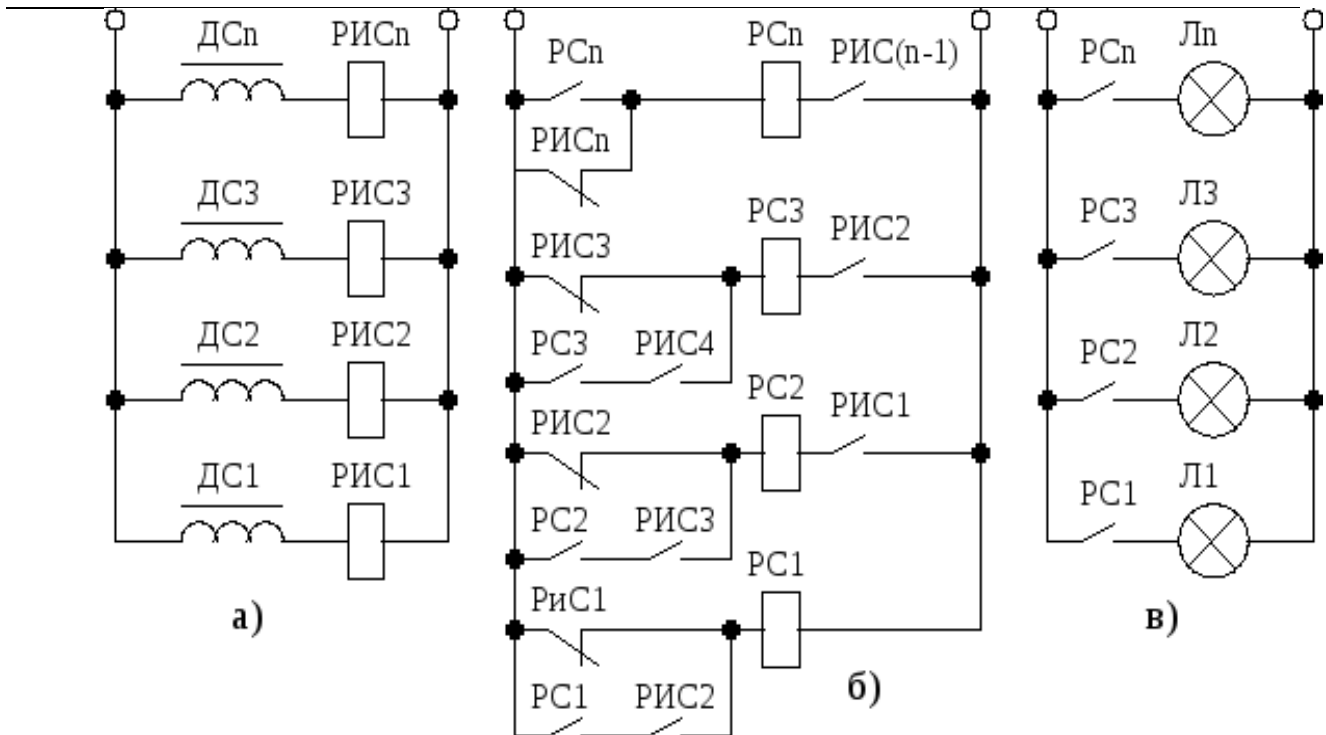 ДСn РИСn
ДС3 РИС3
ДС2 РИС2
ДС1 РИС1
а)
РСn РСn РИС(n-1)
РИСn
РС3
РИС3 РИС2
РС3 РИС4
РС2
РИС2 РИС1
РС2 РИС3
РС1
РиС1
РС1 РИС2
б)
РСn Лn
РС3 Л3
РС2 Л2
РС1 Л1
в)